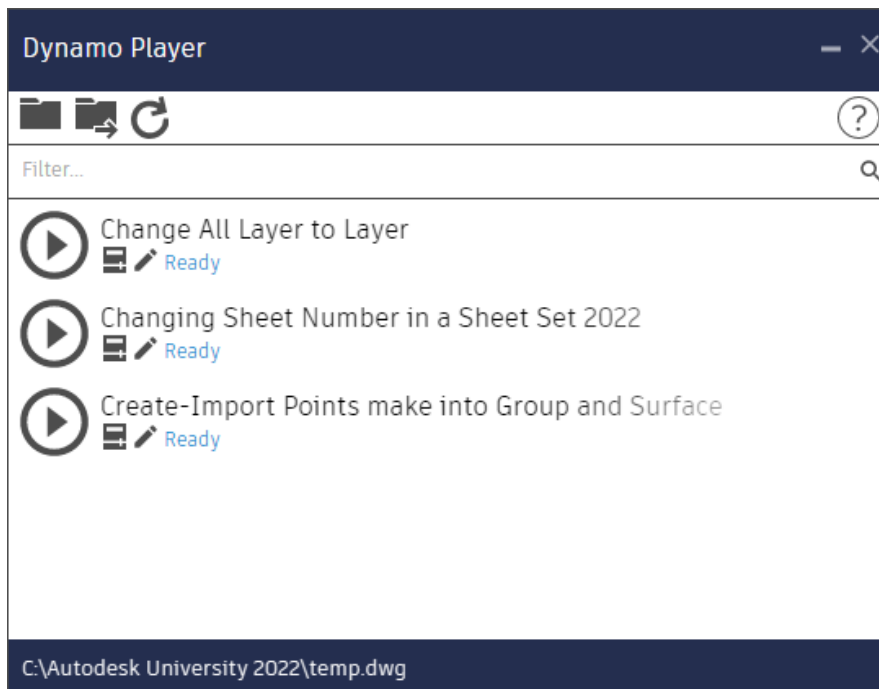 Dynamo Player
?
Filter...
Change All Layer to Layer
Ready
Changing Sheet Number in a Sheet Set 2022
Ready
Create-Import Points make into Group and Surface
Ready
C:\Autodesk University 2022\temp.dwg